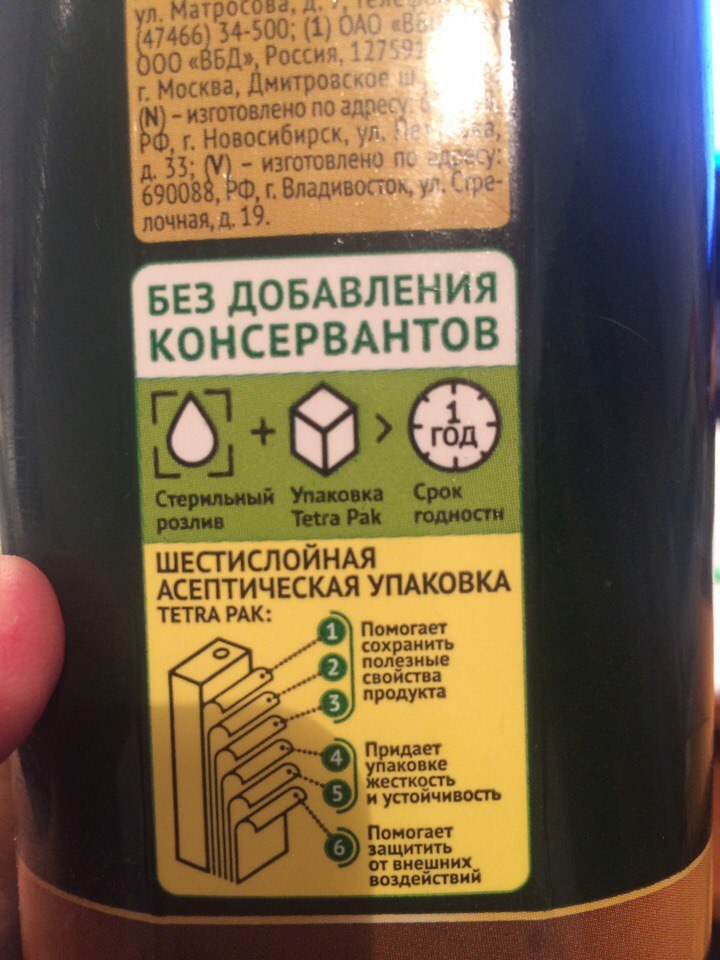 ул. Матросова, д.
(47466) 34-500; (1) ОАО
ООО «ВБД», Россия,
г. Москва, Дмитровское ш
(N) – изготовлено по адресу:
РФ, г. Новосибирск, ул.
д. 33; (V) – изготовлено по адресу:
690088, РФ, г. Владивосток, ул. Стре-
лочная, д. 19.
БЕЗ ДОБАВЛЕНИЯ
КОНСЕРВАНТОВ
+ > 1
ГОД
Стерильный Упаковка Срок
розлив Tetra Pak годности
ШЕСТИСЛОЙНАЯ
АСЕПТИЧЕСКАЯ УПАКОВКА
TETRA PAK:
1 Помогает
сохранить
2 полезные
свойства
3 продукта
4 Придает
упаковке
жесткость
5 и устойчивость
6 Помогает
защитить
от внешних
воздействий